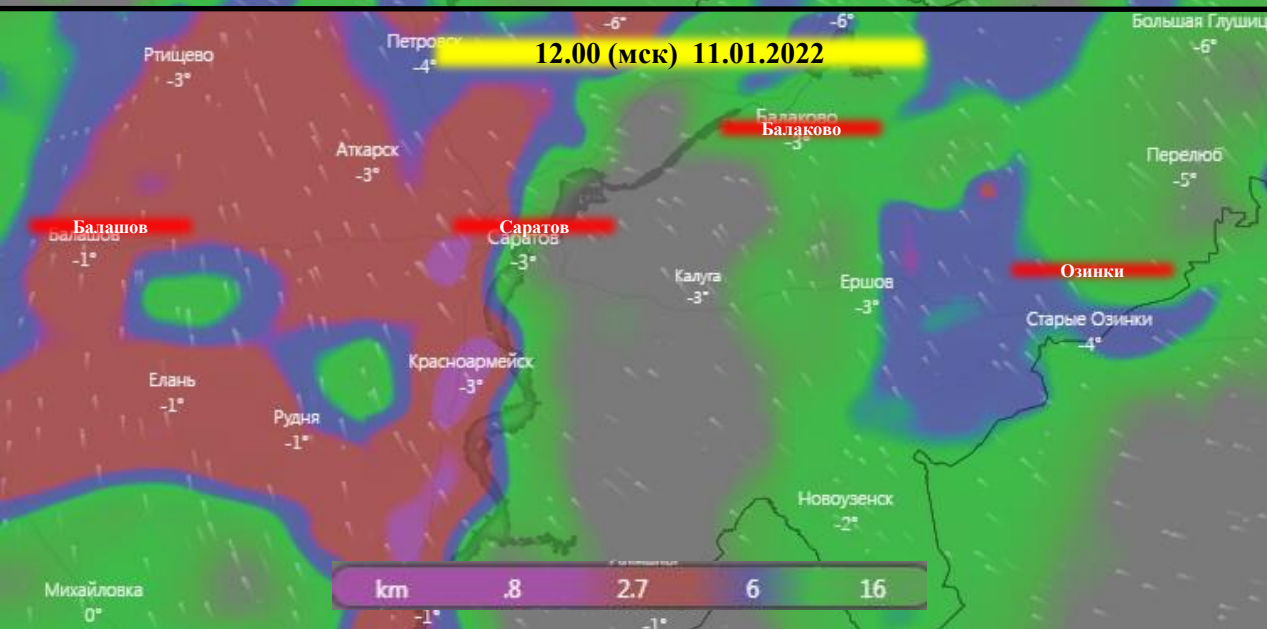 -6°
-6°
Большая Глушиц
-6°
Петровск
-4°
12.00 (мск) 11.01.2022
Ртищево
-3°
Балаково
Балаково
-3°
Аткарск
-3°
Перелюб
-5°
Балашов
Балашов
-1°
Саратов
Саратов
-3°
Озинки
Калуга
-3°
Ершов
-3°
Старые Озинки
-4°
Красноармейск
-3°
Елань
-1°
Рудня
-1°
Новоузенск
-2°
Михайловка
0°
km .8 2.7 6 16
-1°
-1°